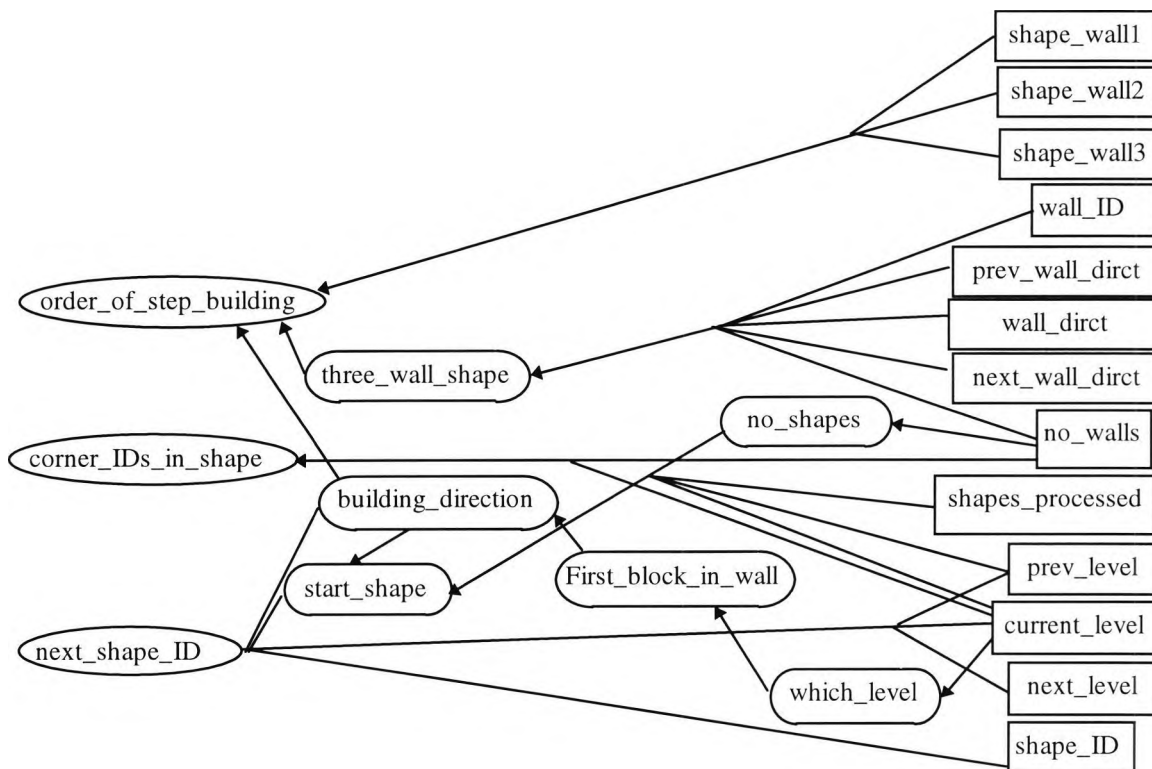 shape_wall1
shape_wall2
shape_wall3
wall_ID
prev_wall_dirct
order_of_step_building
wall_dirct
three_wall_shape
next_wall_dirct
no_shapes
no_walls
corner_IDs_in_shape
building_direction
shapes_processed
First_block_in_wall
prev_level
start_shape
current_level
next_shape_ID
which_level
next_level
shape_ID